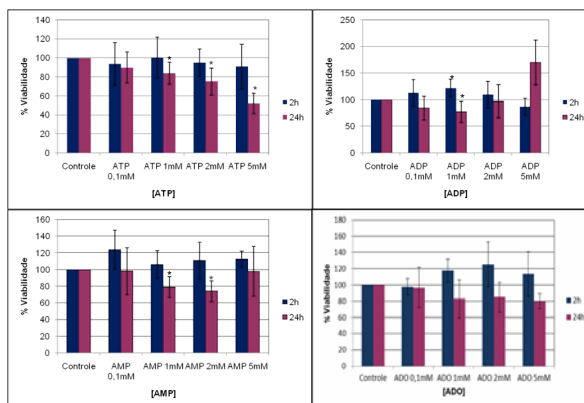 140
120
100
80
60
40
20
0
% Viabilidade
* * *
Controle ATP 0,1mM ATP 1mM ATP 2mM ATP 5mM
[ATP]
2h
24h
250
200
150
100
50
0
% Viabilidade
* *
Controle ADP 0,1mM ADP 1mM ADP 2mM ADP 5mM
[ADP]
2h
24h
160
140
120
100
80
60
40
20
0
% Viabilidade
* *
Controle AMP 0,1mM AMP 1mM AMP 2mM AMP 5mM
[AMP]
2h
24h
180
160
140
120
100
80
60
40
20
0
% Viabilidade
Controle ADO 0,1mM ADO 1mM ADO 2mM ADO 5mM
[ADO]
2h
24h